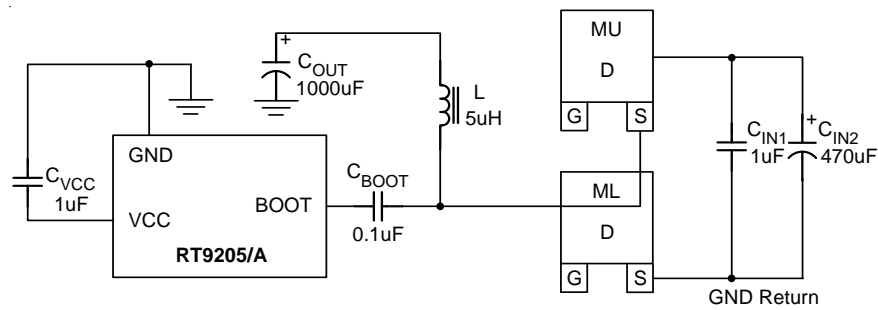 MU
D
G
S
C_OUT
1000uF
L
5uH
GND
C_VCC
1uF
VCC
BOOT
RT9205/A
C_BOOT
0.1uF
ML
D
G
S
C_IN1
1uF
C_IN2
470uF
GND Return
+
+